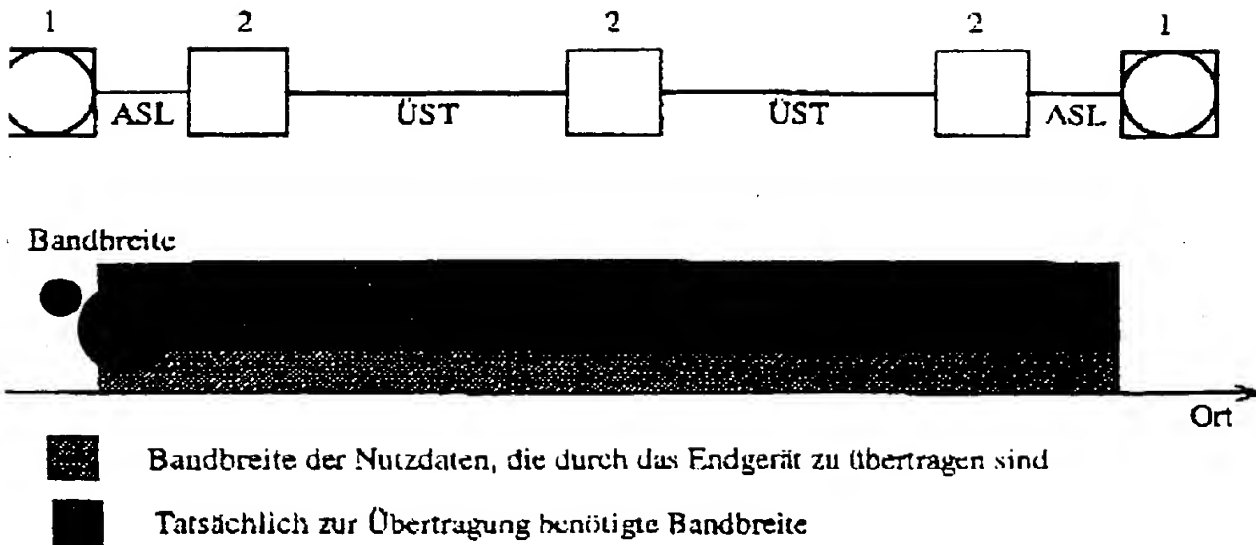 1 2 2 2 1
ASL ÜST ÜST ASL
Bandbreite
Ort
Bandbreite der Nutzdaten, die durch das Endgerät zu übertragen sind
Tatsächlich zur Übertragung benötigte Bandbreite